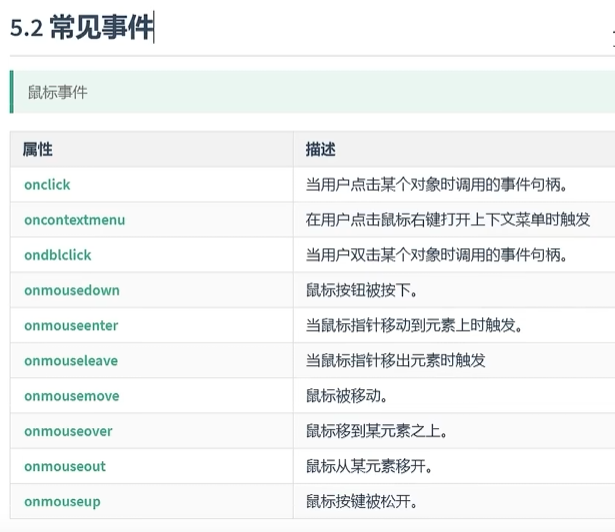 5.2 常见事件
鼠标事件
属性 描述
onclick 当用户点击某个对象时调用的事件句柄。
oncontextmenu 在用户点击鼠标右键打开上下文菜单时触发
ondblclick 当用户双击某个对象时调用的事件句柄。
onmousedown 鼠标按钮被按下。
onmouseenter 当鼠标指针移动到元素上时触发。
onmouseleave 当鼠标指针移出元素时触发
onmousemove 鼠标被移动。
onmouseover 鼠标移到某元素之上。
onmouseout 鼠标从某元素移开。
onmouseup 鼠标按键被松开。